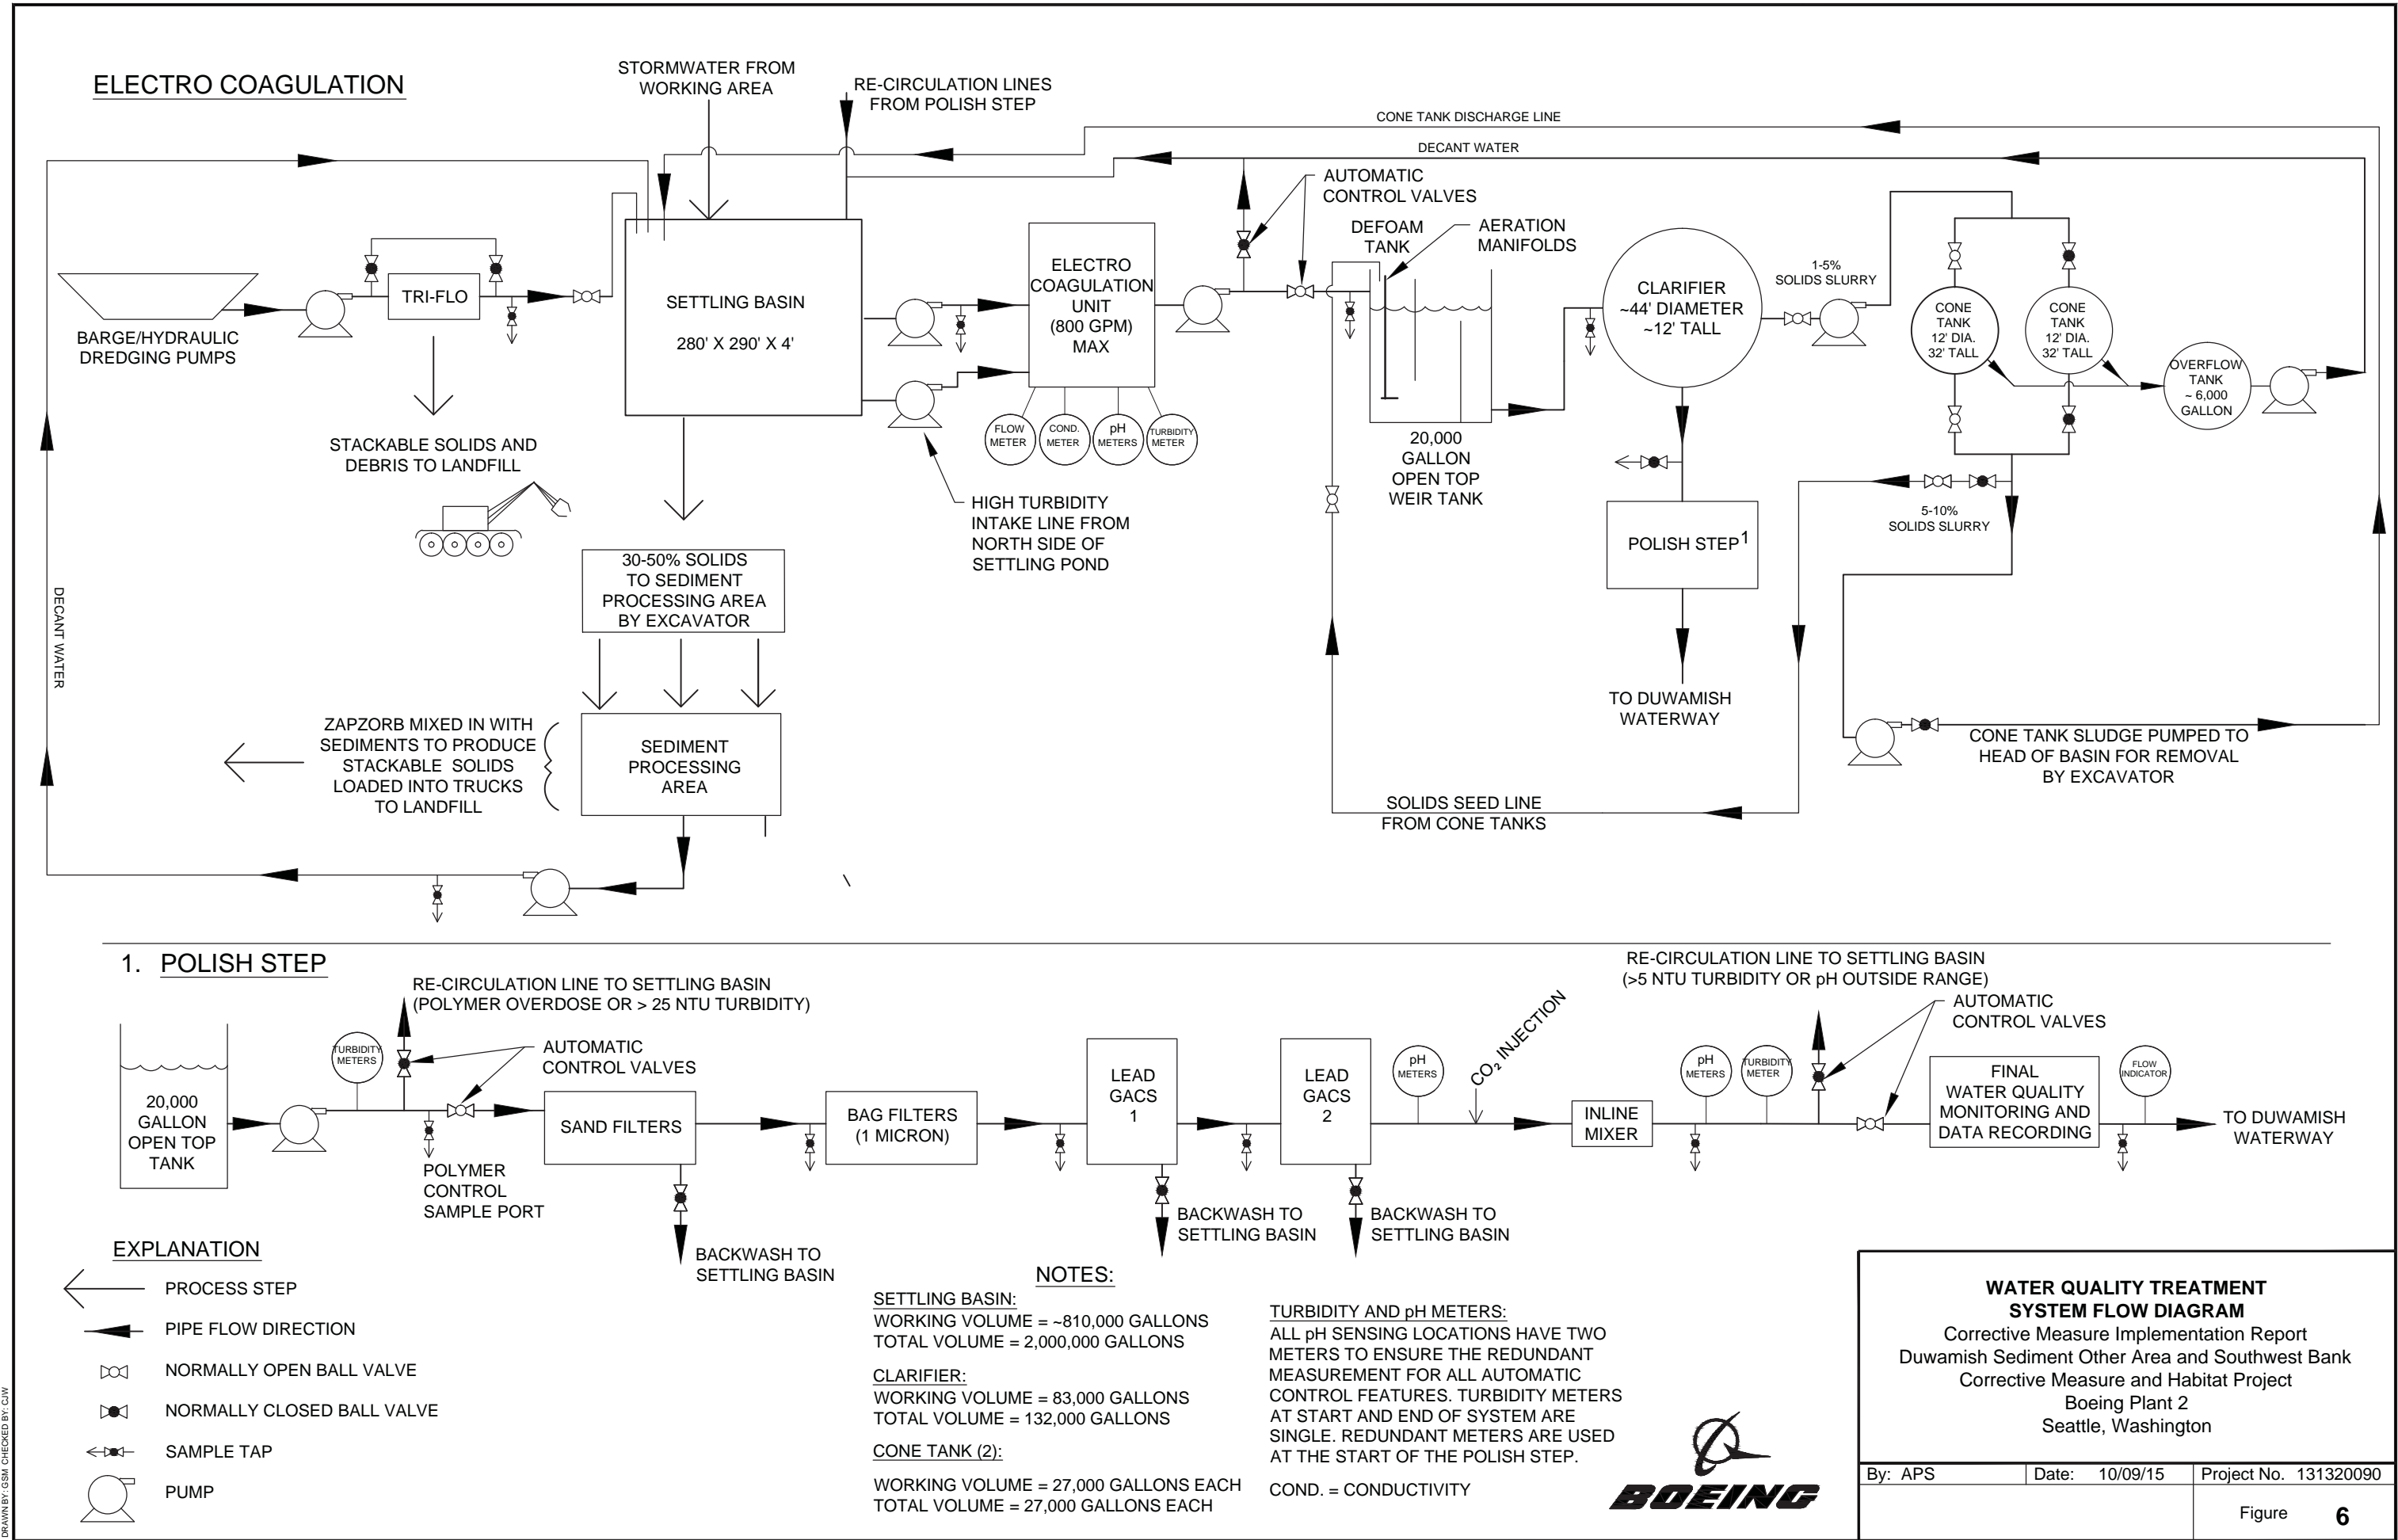 ELECTRO COAGULATION
STORMWATER FROM
WORKING AREA
RE-CIRCULATION LINES
FROM POLISH STEP
CONE TANK DISCHARGE LINE
DECANT WATER
AUTOMATIC
CONTROL VALVES
DEFOAM
TANK
AERATION
MANIFOLDS
BARGE/HYDRAULIC
DREDGING PUMPS
TRI-FLO
SETTLING BASIN
280' X 290' X 4'
ELECTRO
COAGULATION
UNIT
(800 GPM)
MAX
FLOW
METER
COND.
METER
pH
METERS
TURBIDITY
METER
CLARIFIER
~44' DIAMETER
~12' TALL
1-5%
SOLIDS SLURRY
CONE
TANK
12' DIA.
32' TALL
CONE
TANK
12' DIA.
32' TALL
OVERFLOW
TANK
~ 6,000
GALLON
STACKABLE SOLIDS AND
DEBRIS TO LANDFILL
HIGH TURBIDITY
INTAKE LINE FROM
NORTH SIDE OF
SETTLING POND
20,000
GALLON
OPEN TOP
WEIR TANK
POLISH STEP1
5-10%
SOLIDS SLURRY
30-50% SOLIDS
TO SEDIMENT
PROCESSING AREA
BY EXCAVATOR
DECANT WATER
TO DUWAMISH
WATERWAY
ZAPZORB MIXED IN WITH
SEDIMENTS TO PRODUCE
STACKABLE SOLIDS
LOADED INTO TRUCKS
TO LANDFILL
SEDIMENT
PROCESSING
AREA
CONE TANK SLUDGE PUMPED TO
HEAD OF BASIN FOR REMOVAL
BY EXCAVATOR
SOLIDS SEED LINE
FROM CONE TANKS
1. POLISH STEP
RE-CIRCULATION LINE TO SETTLING BASIN
(POLYMER OVERDOSE OR > 25 NTU TURBIDITY)
RE-CIRCULATION LINE TO SETTLING BASIN
(>5 NTU TURBIDITY OR pH OUTSIDE RANGE)
20,000
GALLON
OPEN TOP
TANK
TURBIDITY
METERS
AUTOMATIC
CONTROL VALVES
POLYMER
CONTROL
SAMPLE PORT
SAND FILTERS
BACKWASH TO
SETTLING BASIN
BAG FILTERS
(1 MICRON)
LEAD
GACS
1
BACKWASH TO
SETTLING BASIN
LEAD
GACS
2
BACKWASH TO
SETTLING BASIN
pH
METERS
CO2 INJECTION
INLINE
MIXER
pH
METERS
TURBIDITY
METER
AUTOMATIC
CONTROL VALVES
FINAL
WATER QUALITY
MONITORING AND
DATA RECORDING
FLOW
INDICATOR
TO DUWAMISH
WATERWAY
EXPLANATION
PROCESS STEP
PIPE FLOW DIRECTION
NORMALLY OPEN BALL VALVE
NORMALLY CLOSED BALL VALVE
SAMPLE TAP
PUMP
NOTES:
SETTLING BASIN:
WORKING VOLUME = ~810,000 GALLONS
TOTAL VOLUME = 2,000,000 GALLONS
CLARIFIER:
WORKING VOLUME = 83,000 GALLONS
TOTAL VOLUME = 132,000 GALLONS
CONE TANK (2):
WORKING VOLUME = 27,000 GALLONS EACH
TOTAL VOLUME = 27,000 GALLONS EACH
TURBIDITY AND pH METERS:
ALL pH SENSING LOCATIONS HAVE TWO
METERS TO ENSURE THE REDUNDANT
MEASUREMENT FOR ALL AUTOMATIC
CONTROL FEATURES. TURBIDITY METERS
AT START AND END OF SYSTEM ARE
SINGLE. REDUNDANT METERS ARE USED
AT THE START OF THE POLISH STEP.
COND. = CONDUCTIVITY
BOEING
WATER QUALITY TREATMENT
SYSTEM FLOW DIAGRAM
Corrective Measure Implementation Report
Duwamish Sediment Other Area and Southwest Bank
Corrective Measure and Habitat Project
Boeing Plant 2
Seattle, Washington
By: APS Date: 10/09/15 Project No. 131320090
Figure 6
DRAWN BY: GSM CHECKED BY: CJW